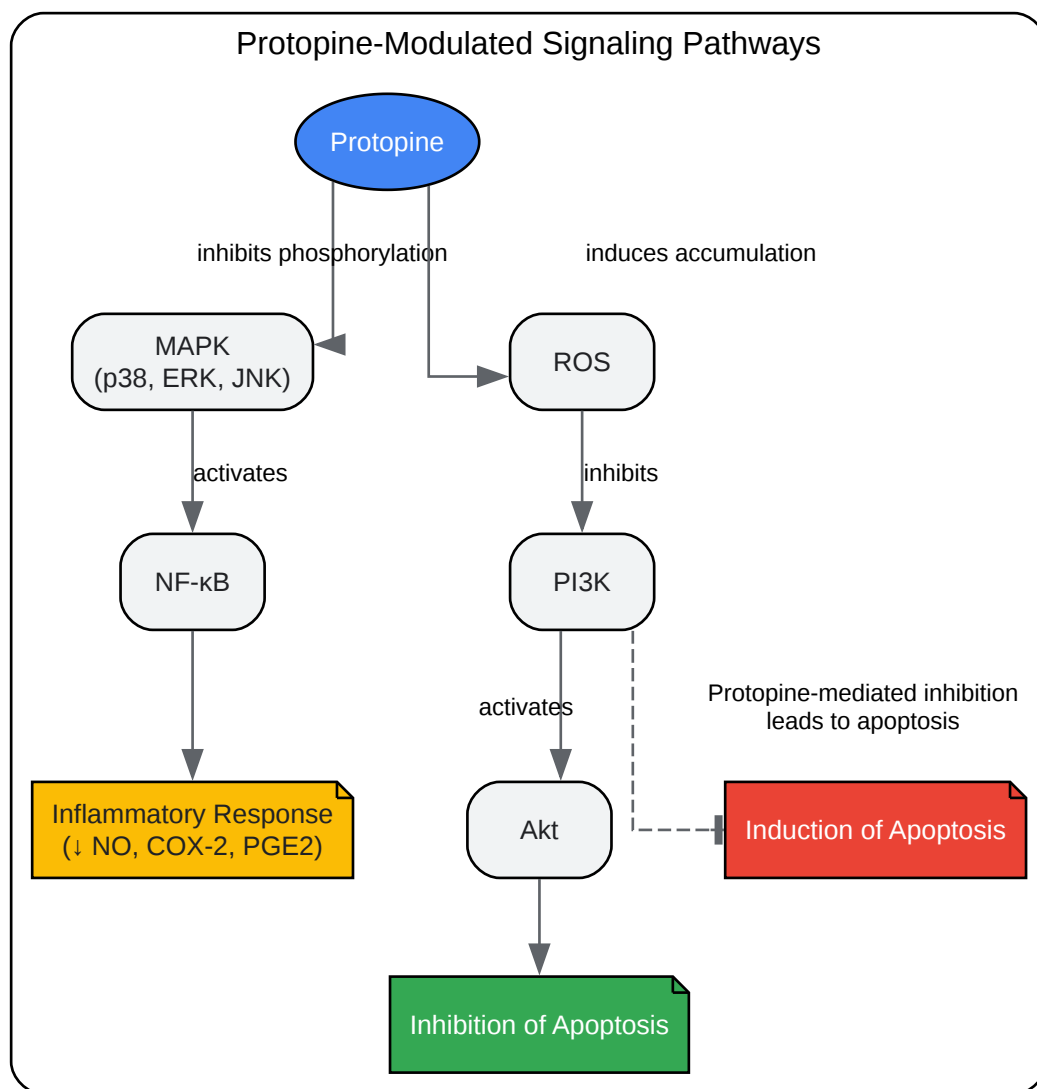 Protopine-Modulated Signaling Pathways
Protopine
inhibits phosphorylation
induces accumulation
MAPK
(p38, ERK, JNK)
ROS
activates
inhibits
NF-κB
PI3K
activates
Protopine-mediated inhibition
leads to apoptosis
Inflammatory Response
(↓ NO, COX-2, PGE2)
Akt
Induction of Apoptosis
Inhibition of Apoptosis